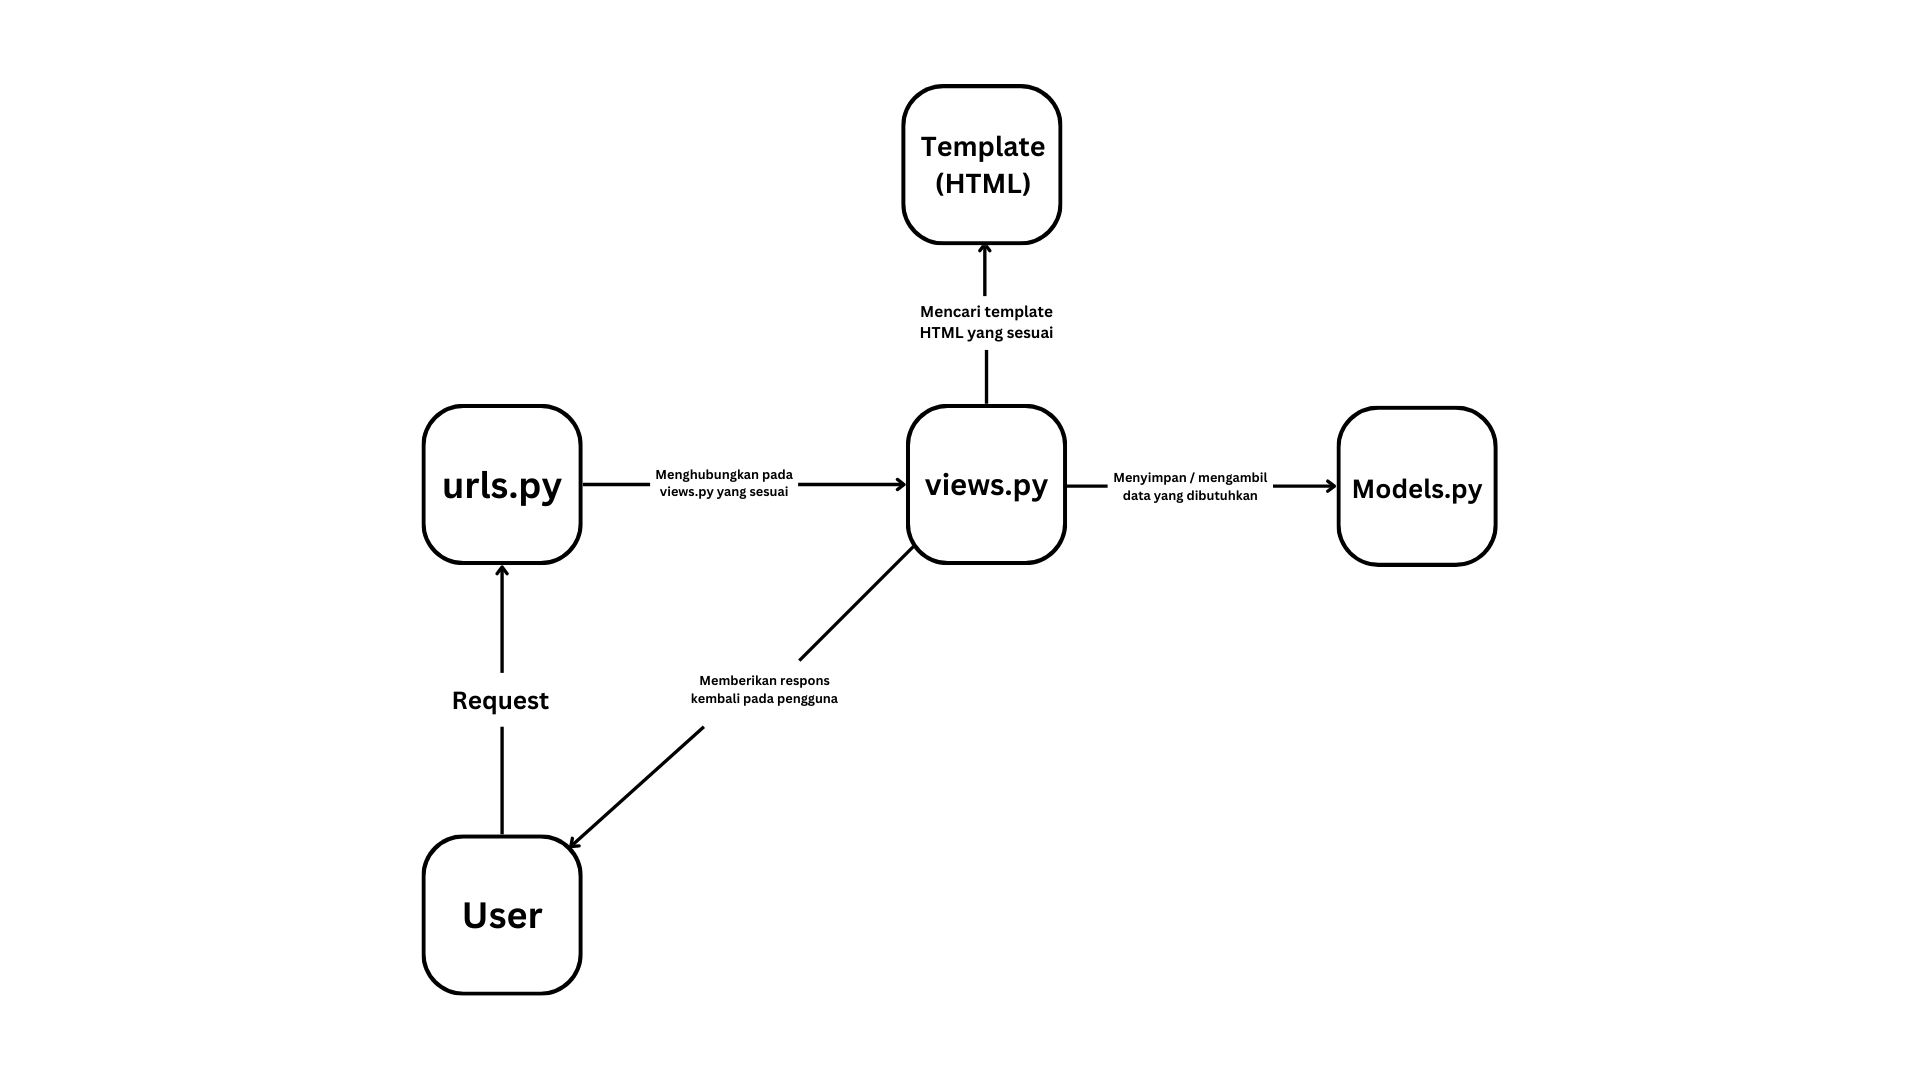 Template
(HTML)
Mencari template
HTML yang sesuai
urls.py
Menghubungkan pada
views.py yang sesuai
views.py
Menyimpan / mengambil
data yang dibutuhkan
Models.py
Memberikan respons
kembali pada pengguna
Request
User